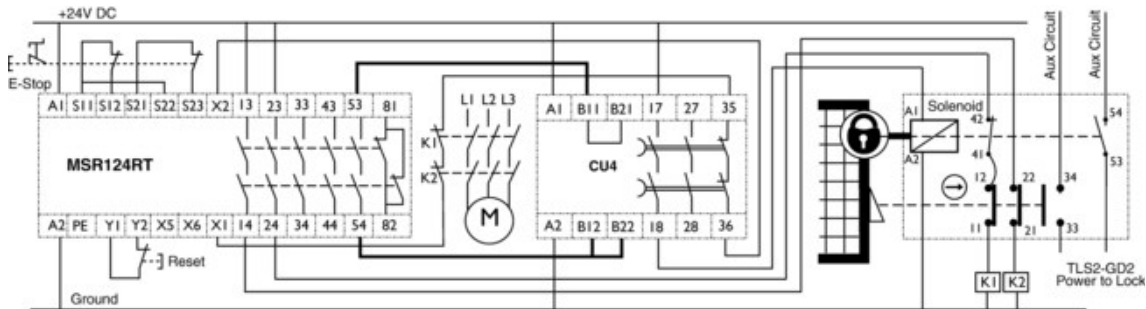 +24V DC
E-Stop
A1 S11 S12 S21 S22 S23 X2 13 23 33 43 53 81
MSR124RT
A2 PE Y1 Y2 X5 X6 X1 14 24 34 44 54 82
Reset
Ground
L1 L2 L3
K1
K2
M
A1 B11 B21 17 27 35
CU4
A2 B12 B22 18 28 36
Aux Circuit
Aux Circuit
A1 Solenoid
A2
42
41
54
53
12 22 34
11 21 33
K1 K2
TLS2-GD2
Power to Lock